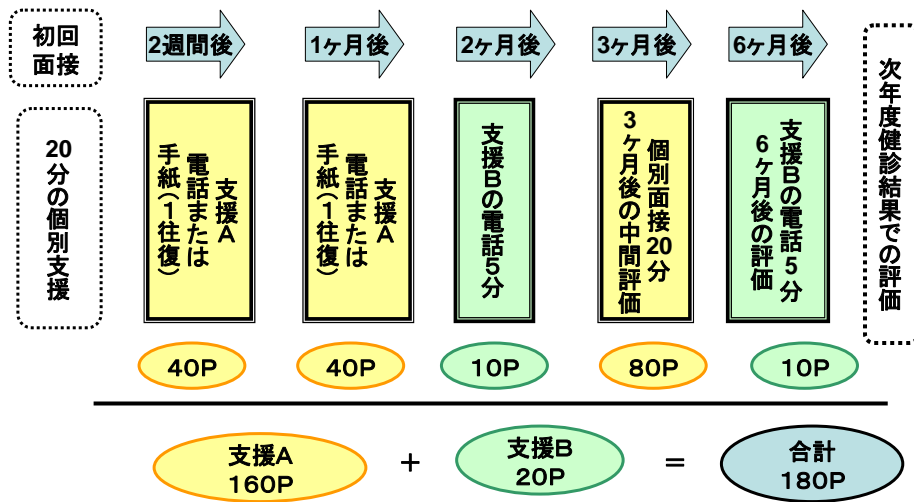 初回
面接
2週間後
1ヶ月後
2ヶ月後
3ヶ月後
6ヶ月後
20分の個別支援
支援A
電話または
手紙(1往復)
支援A
電話または
手紙(1往復)
支援Bの電話5分
個別面接20分
3ヶ月後の中間評価
支援Bの電話5分
6ヶ月後の評価
次年度健診結果での評価
40P
40P
10P
80P
10P
支援A
160P
+
支援B
20P
=
合計
180P